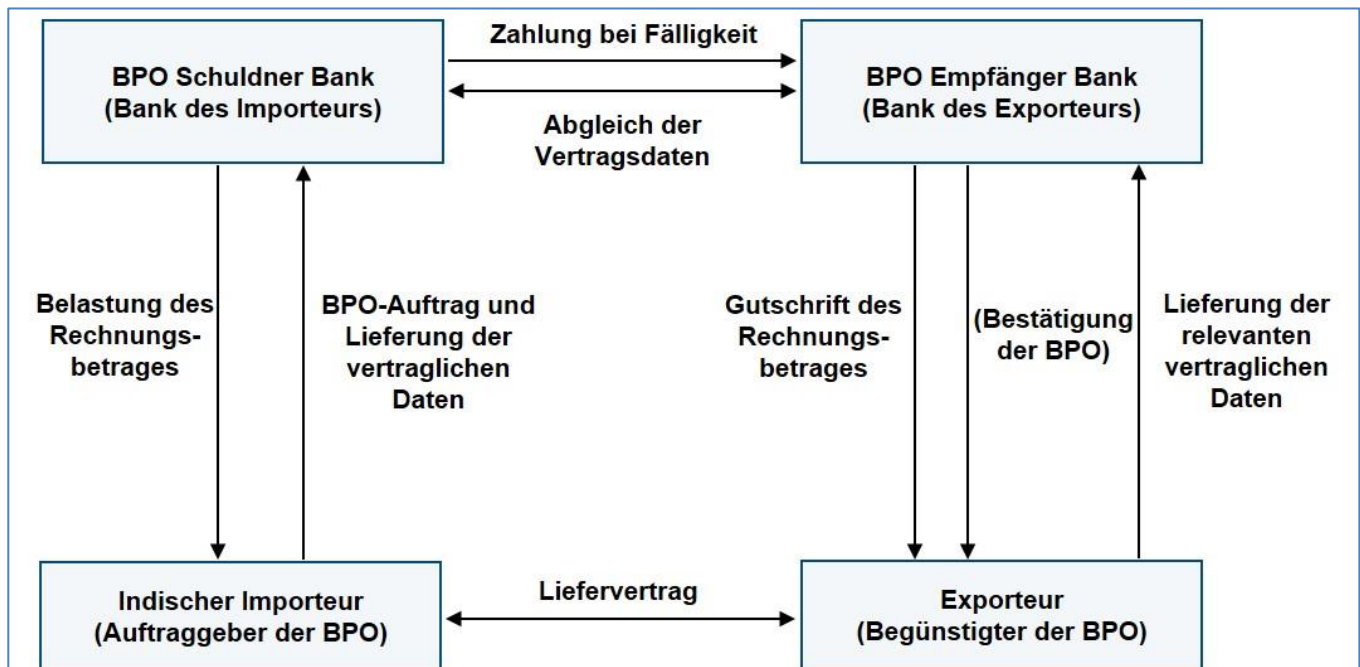 Zahlung bei Fälligkeit
BPO Schuldner Bank
(Bank des Importeurs)
BPO Empfänger Bank
(Bank des Exporteurs)
Abgleich der
Vertragsdaten
Belastung des
Rechnungs-
betrages
BPO-Auftrag und
Lieferung der
vertraglichen
Daten
Gutschrift des
Rechnungs-
betrages
(Bestätigung
der BPO)
Lieferung der
relevanten
vertraglichen
Daten
Indischer Importeur
(Auftraggeber der BPO)
Liefervertrag
Exporteur
(Begünstigter der BPO)